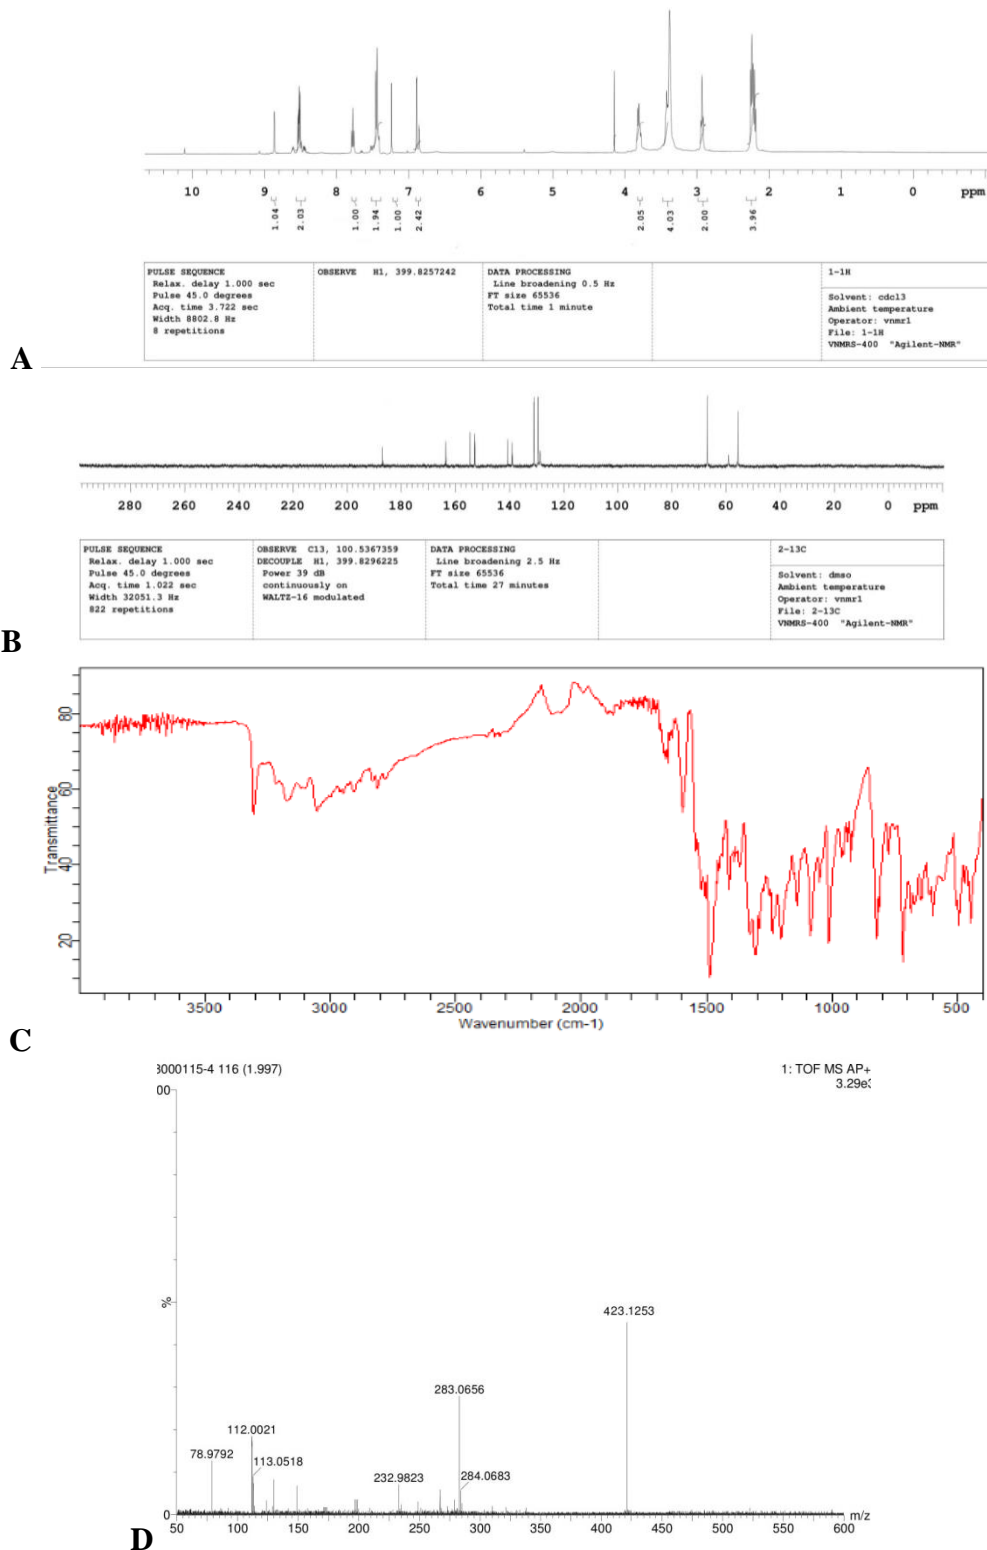 10 9 8 7 6 5 4 3 2 1 0 ppm
1.04 2.03 1.00 1.94 1.00 2.42 2.05 4.03 2.00 3.96
PULSE SEQUENCE
Relax. delay 1.000 sec
Pulse 45.0 degrees
Acq. time 3.722 sec
Width 8802.8 Hz
8 repetitions
OBSERVE H1, 399.8257242
DATA PROCESSING
Line broadening 0.5 Hz
FT size 65536
Total time 1 minute
1-1H
Solvent: cdcl3
Ambient temperature
Operator: vnmr1
File: 1-1H
VNMRS-400 "Agilent-NMR"
A
280 260 240 220 200 180 160 140 120 100 80 60 40 20 0 ppm
PULSE SEQUENCE
Relax. delay 1.000 sec
Pulse 45.0 degrees
Acq. time 1.022 sec
Width 32051.3 Hz
822 repetitions
OBSERVE C13, 100.5367359
DECOUPLE H1, 399.8296225
Power 39 dB
continuously on
WALTZ-16 modulated
DATA PROCESSING
Line broadening 2.5 Hz
FT size 65536
Total time 27 minutes
2-13C
Solvent: dmso
Ambient temperature
Operator: vnmr1
File: 2-13C
VNMRS-400 "Agilent-NMR"
B
Transmittance
80
60
40
20
3500 3000 2500 2000 1500 1000 500
Wavenumber (cm-1)
C
3000115-4 116 (1.997)
1: TOF MS AP+
3.29e
00
%
0
423.1253
283.0656
112.0021
78.9792
113.0518
232.9823
284.0683
50 100 150 200 250 300 350 400 450 500 550 600 m/z
D